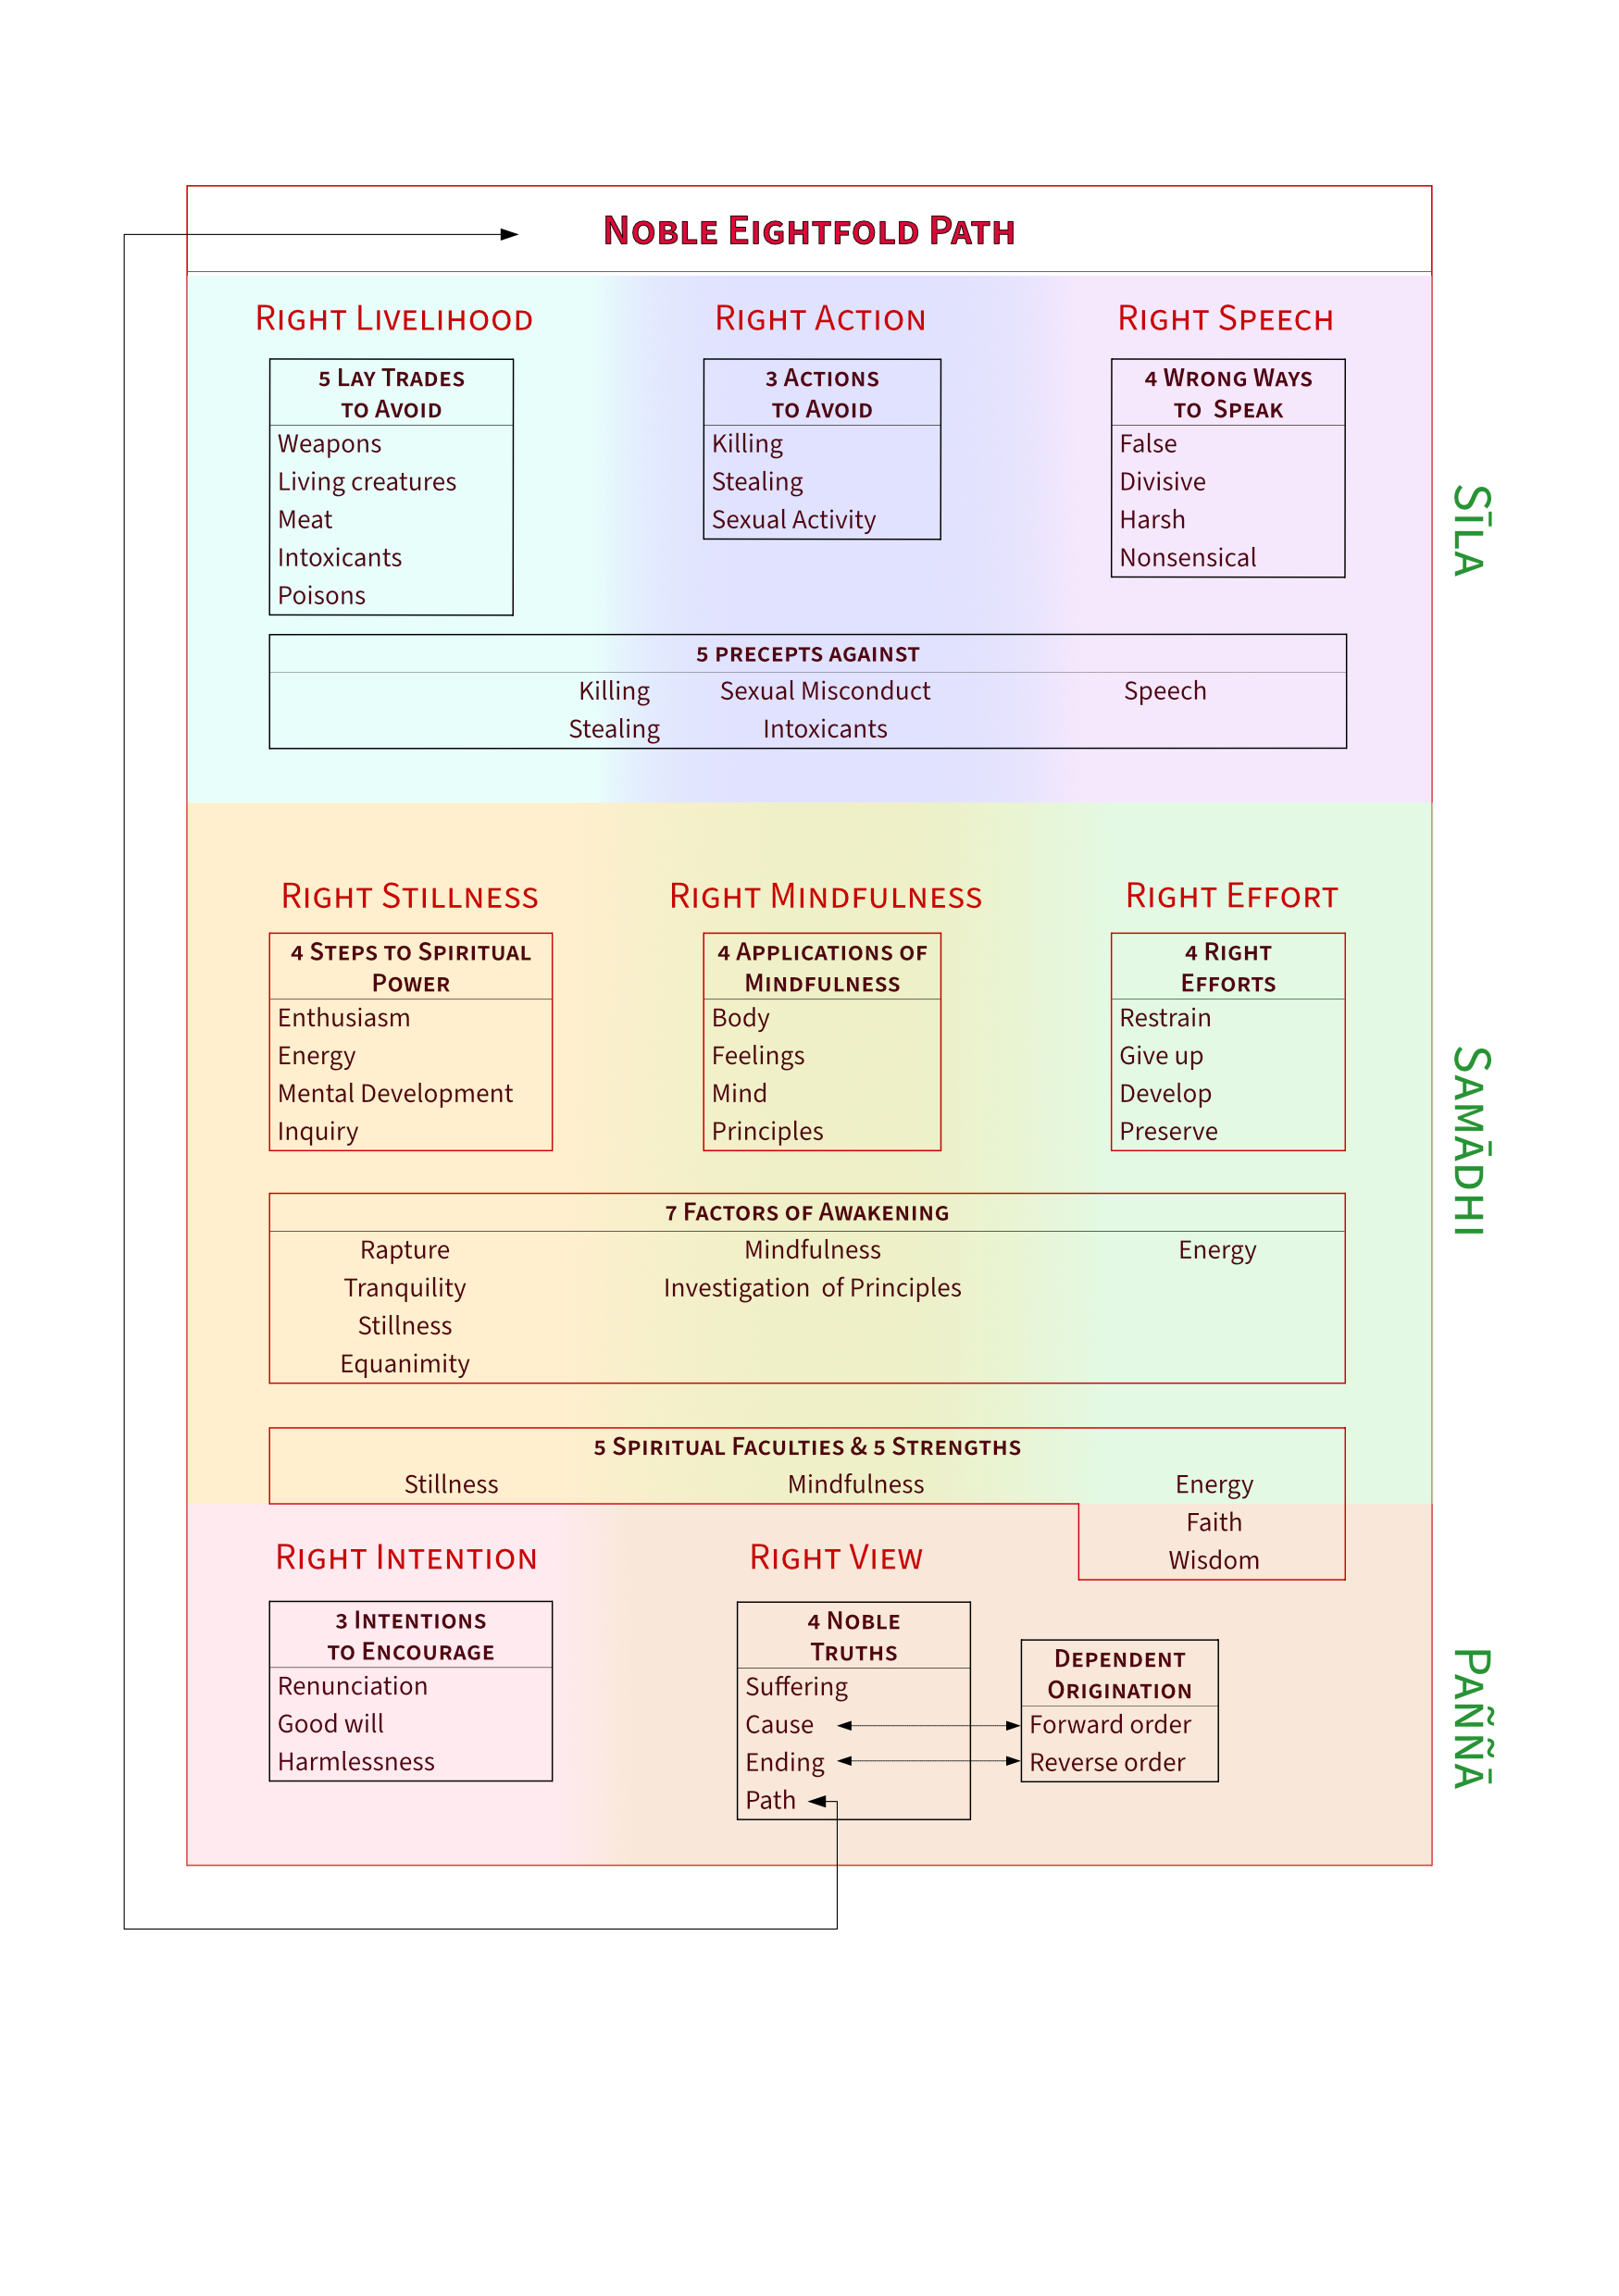 Noble Eightfold Path
Right Livelihood
5 Lay Trades
to Avoid
Weapons
Living creatures
Meat
Intoxicants
Poisons
Right Action
3 Actions
to Avoid
Killing
Stealing
Sexual Activity
Right Speech
4 Wrong Ways
to Speak
False
Divisive
Harsh
Nonsensical
5 precepts against
Killing Sexual Misconduct Speech
Stealing Intoxicants
Sīla
Right Stillness
4 Steps to Spiritual
Power
Enthusiasm
Energy
Mental Development
Inquiry
Right Mindfulness
4 Applications of
Mindfulness
Body
Feelings
Mind
Principles
Right Effort
4 Right
Efforts
Restrain
Give up
Develop
Preserve
7 Factors of Awakening
Rapture Mindfulness Energy
Tranquility Investigation of Principles
Stillness
Equanimity
5 Spiritual Faculties & 5 Strengths
Stillness Mindfulness Energy
Faith
Wisdom
Samādhi
Right Intention
3 Intentions
to Encourage
Renunciation
Good will
Harmlessness
Right View
4 Noble
Truths
Suffering
Cause
Ending
Path
Dependent
Origination
Forward order
Reverse order
Paññā